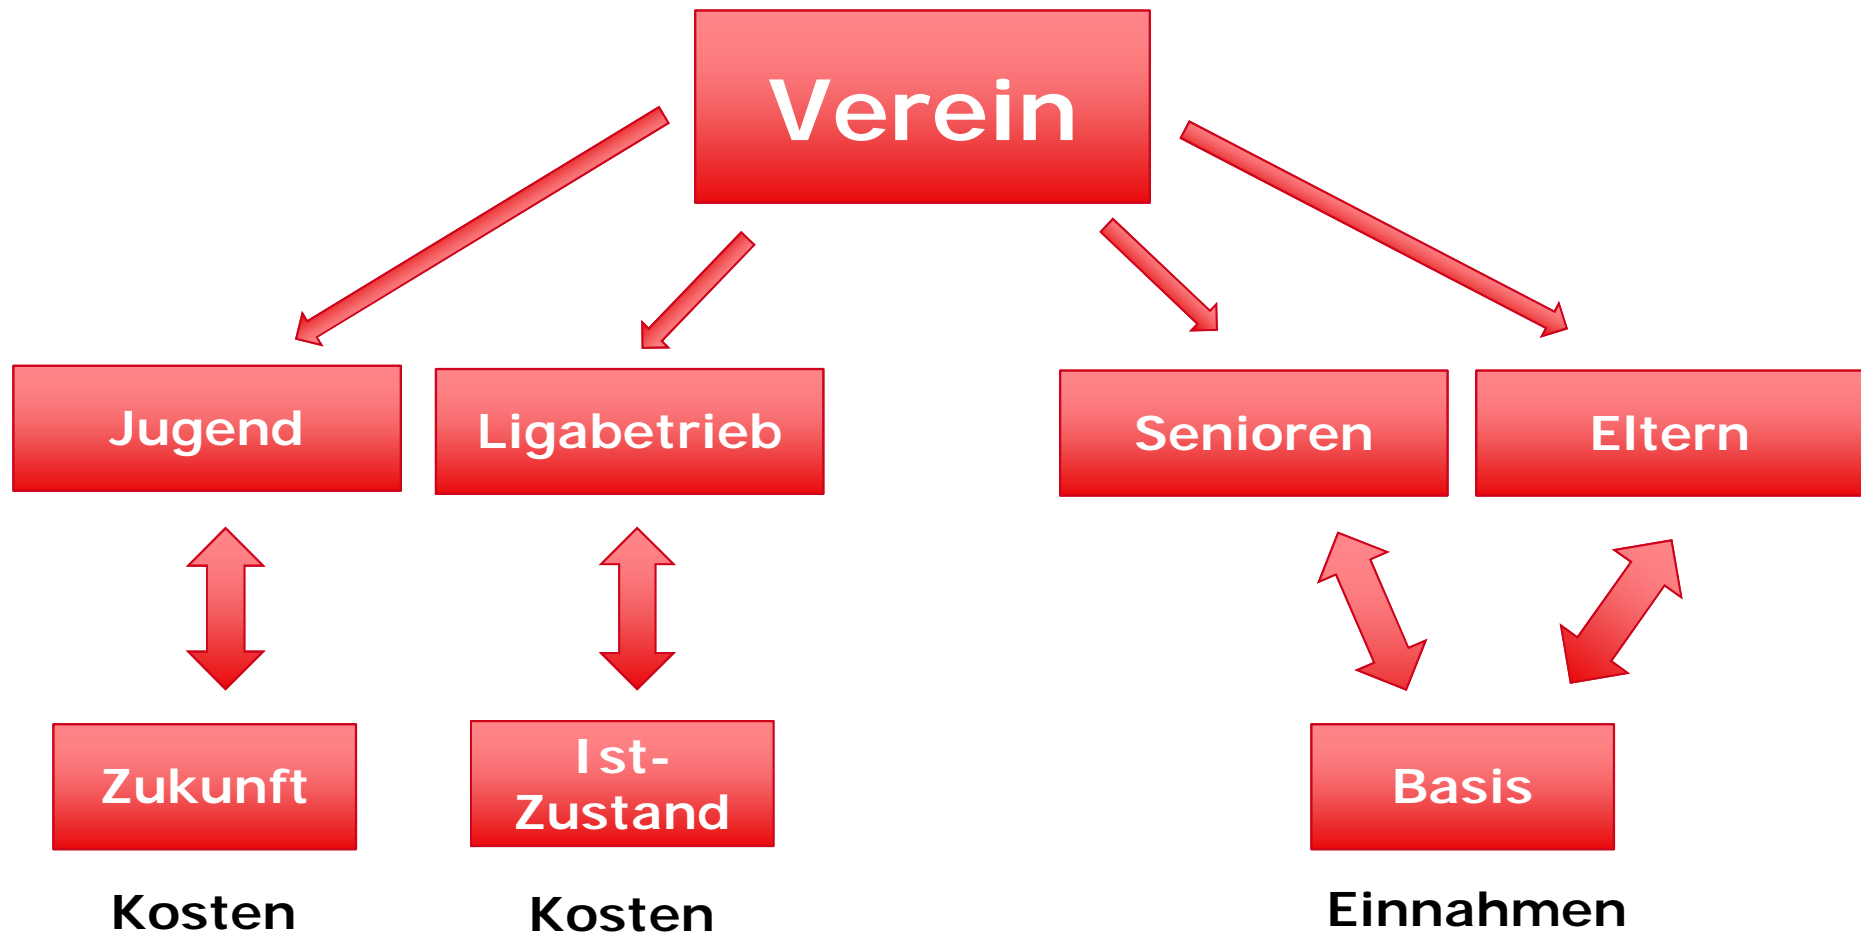 Verein
Jugend
Ligabetrieb
Senioren
Eltern
Zukunft
Ist-
Zustand
Basis
Kosten
Kosten
Einnahmen